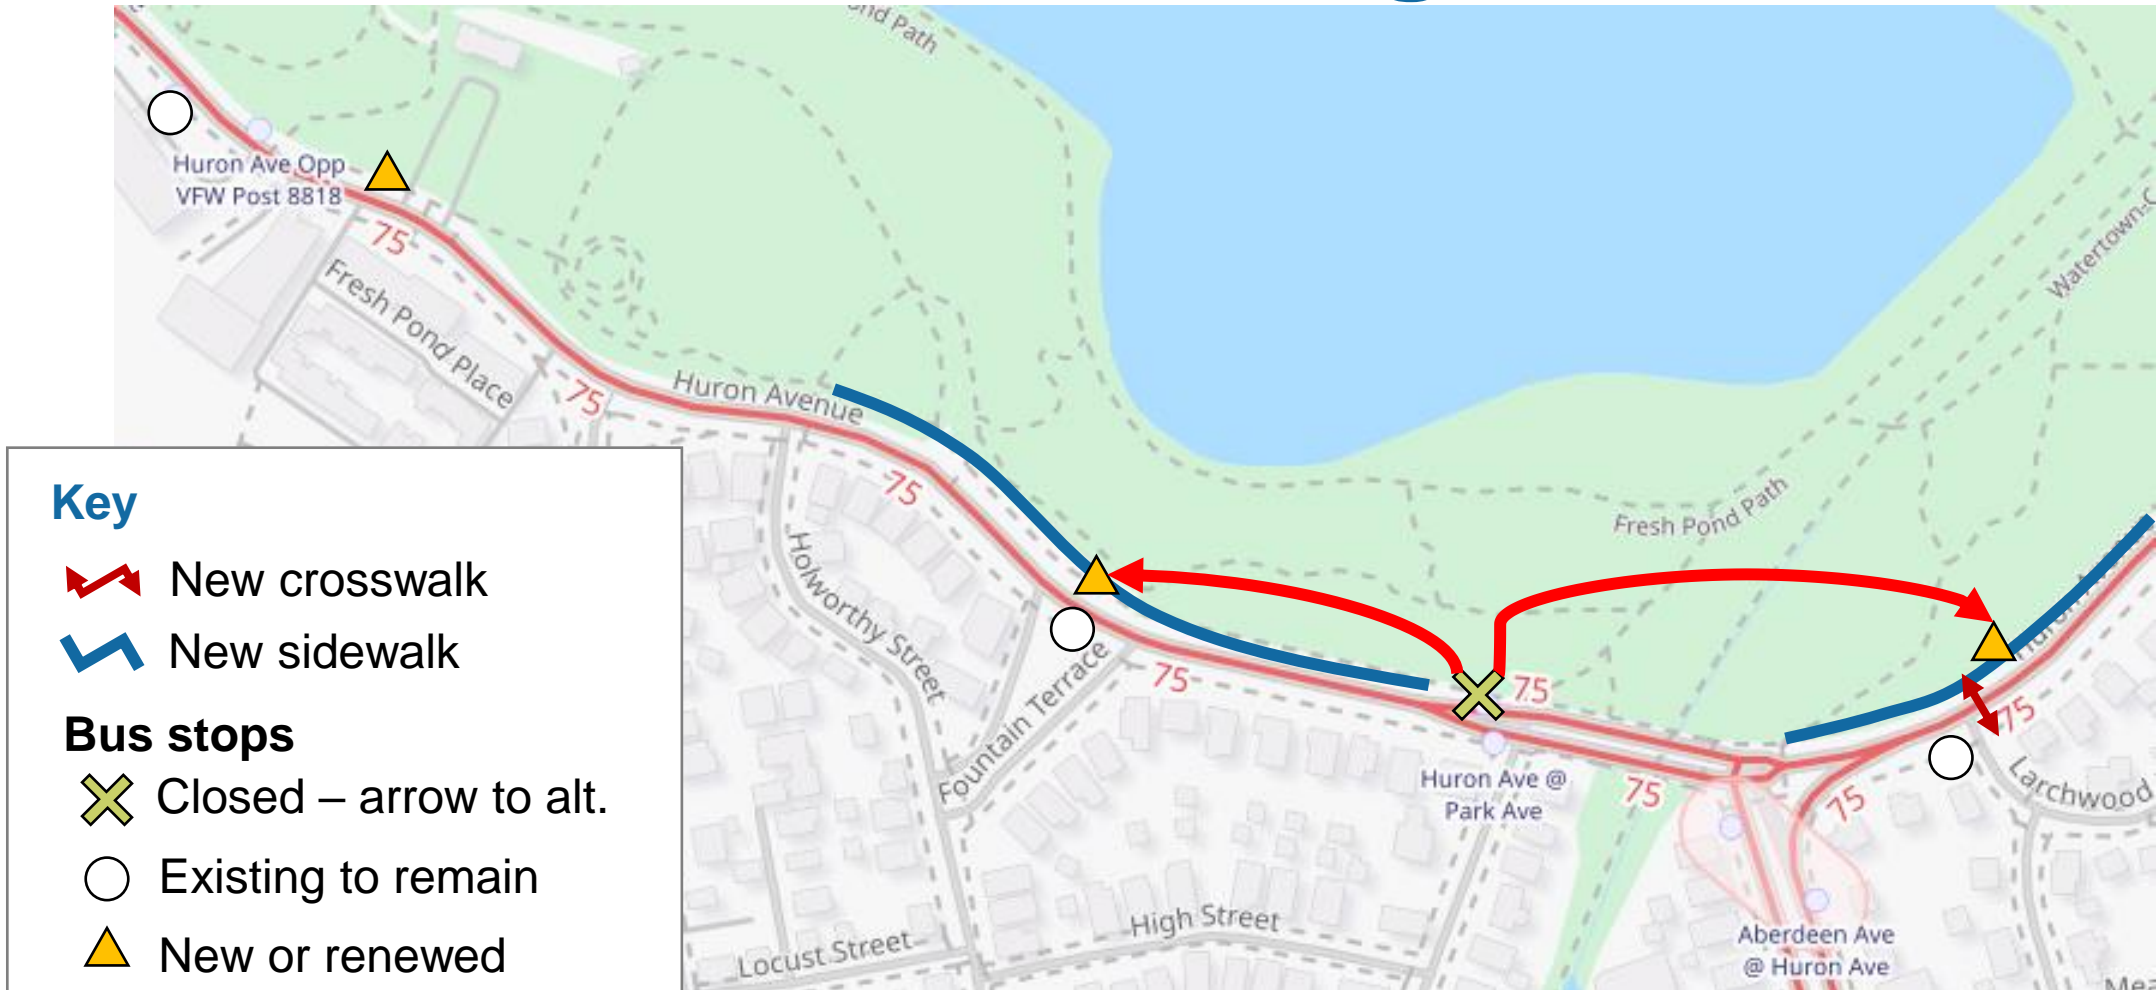 ond Path
Huron Ave Opp
VFW Post 8818
75
Fresh Pond Place
75
Huron Avenue
75
Holworthy Street
Fountain Terrace
75
75
Fresh Pond Path
Watertown-C
75
75
75
Larchwood
Huron Ave @
Park Ave
Aberdeen Ave
@ Huron Ave
High Street
Locust Street
Mea
Key
New crosswalk
New sidewalk
Bus stops
Closed – arrow to alt.
Existing to remain
New or renewed